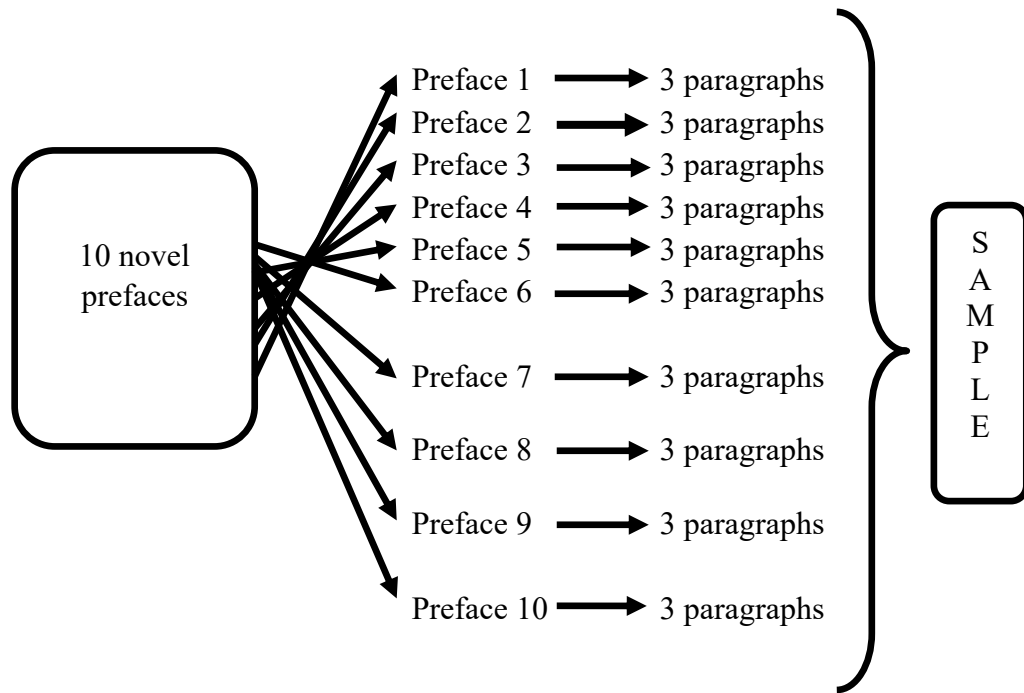 10 novel
prefaces
Preface 1 3 paragraphs
Preface 2 3 paragraphs
Preface 3 3 paragraphs
Preface 4 3 paragraphs
Preface 5 3 paragraphs
Preface 6 3 paragraphs
Preface 7 3 paragraphs
Preface 8 3 paragraphs
Preface 9 3 paragraphs
Preface 10 3 paragraphs
S
A
M
P
L
E